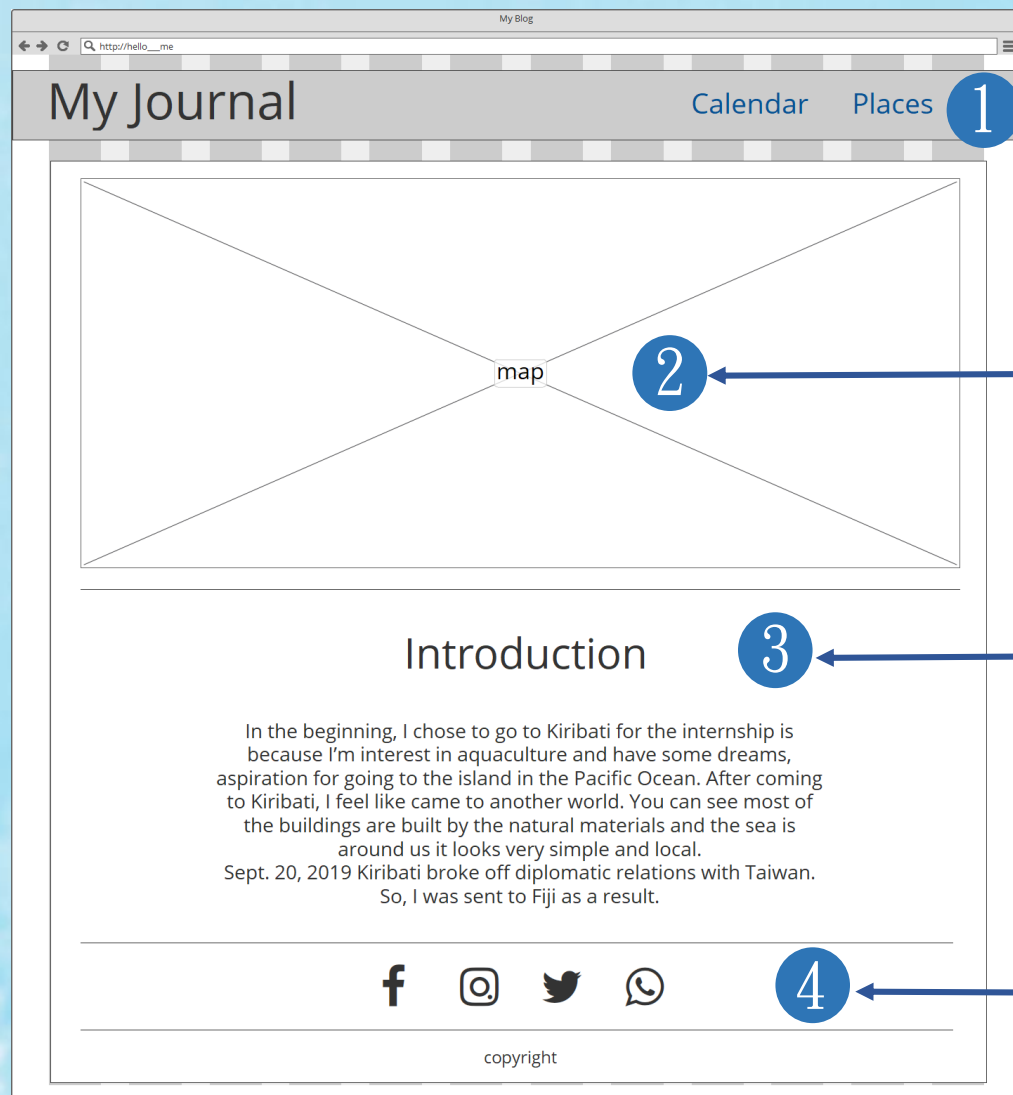 My Blog
http://hello___me
My Journal
Calendar Places 1
map
2
Introduction
3
In the beginning, I chose to go to Kiribati for the internship is
because I'm interest in aquaculture and have some dreams,
aspiration for going to the island in the Pacific Ocean. After coming
to Kiribati, I feel like came to another world. You can see most of
the buildings are built by the natural materials and the sea is
around us it looks very simple and local.
Sept. 20, 2019 Kiribati broke off diplomatic relations with Taiwan.
So, I was sent to Fiji as a result.
4
copyright